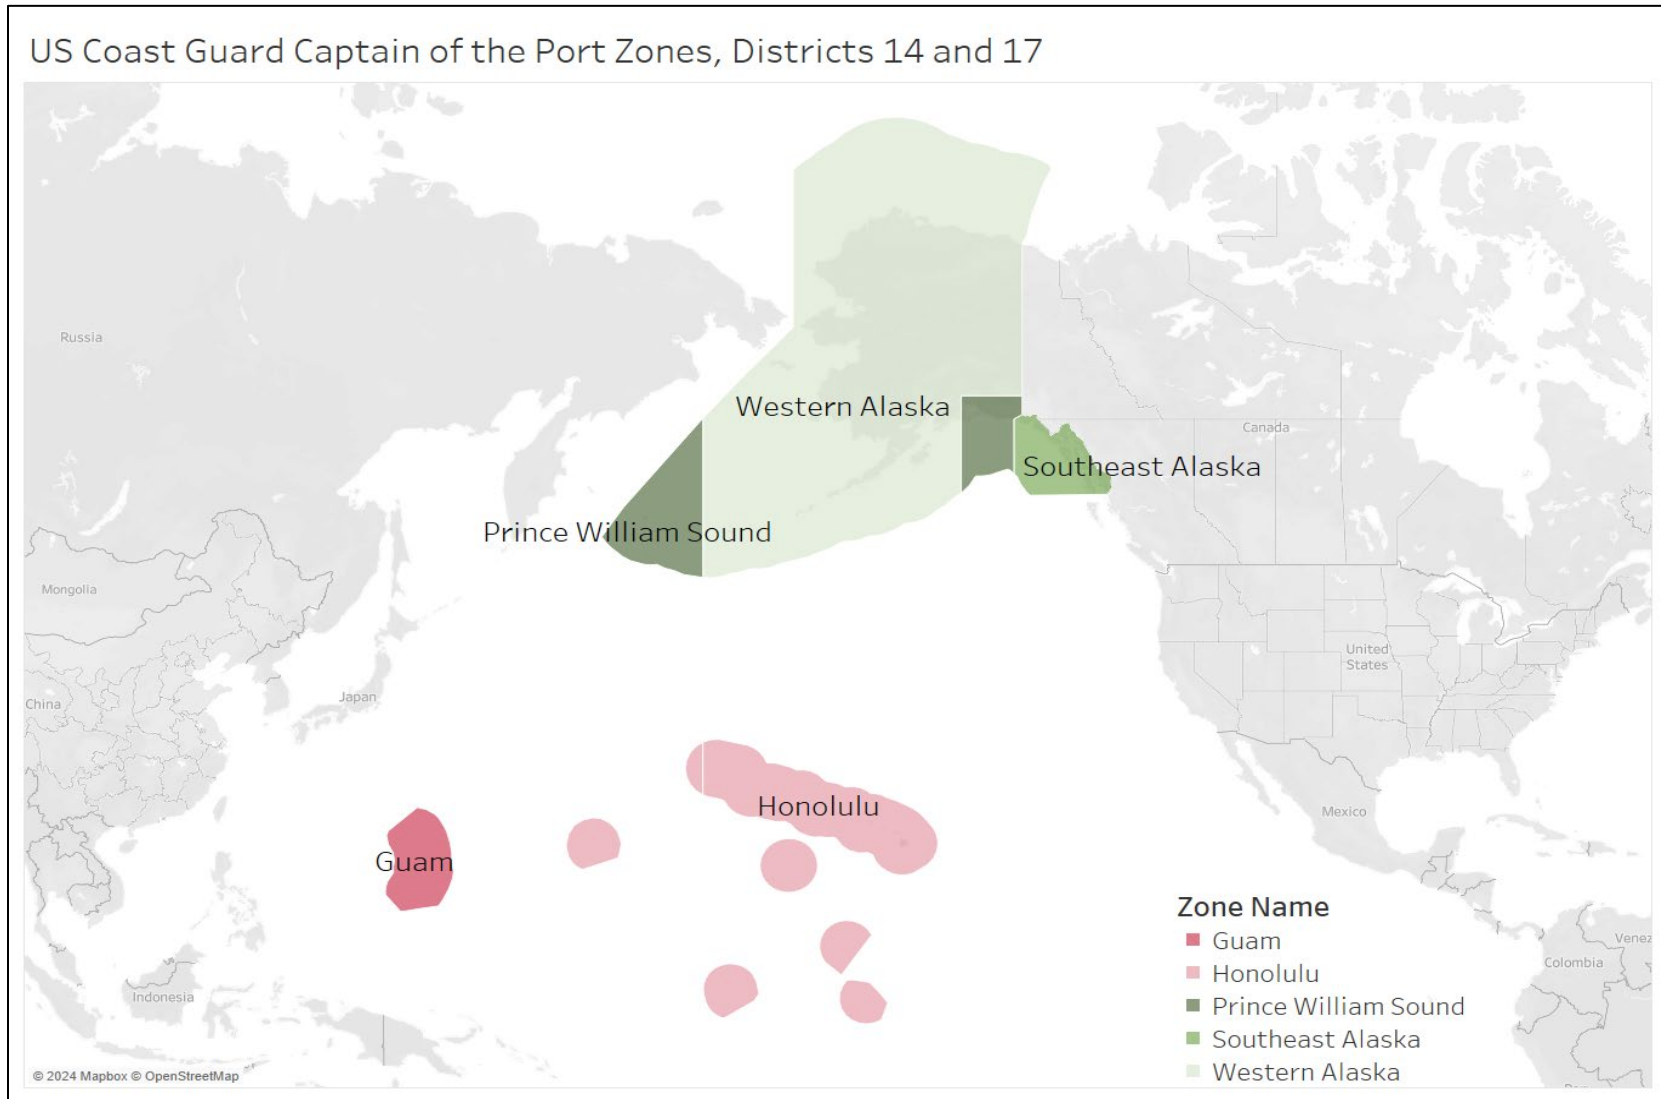 US Coast Guard Captain of the Port Zones, Districts 14 and 17
Russia
Western Alaska
Canada
Southeast Alaska
Prince William Sound
Mongolia
United
States
Japan
China
Honolulu
Mexico
Guam
Zone Name
Guam
Honolulu
Prince William Sound
Southeast Alaska
Western Alaska
Venez
Colombia
Indonesia
© 2024 Mapbox © OpenStreetMap